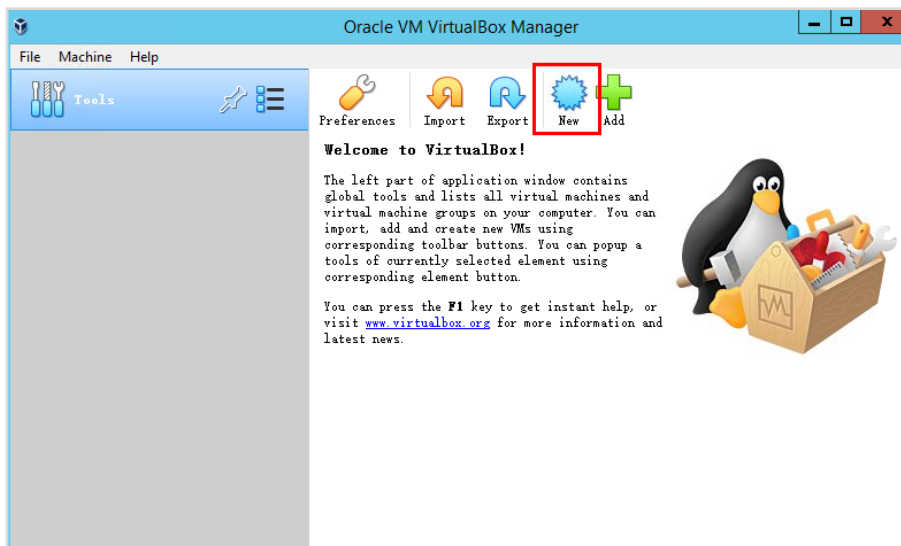 Oracle VM VirtualBox Manager
File Machine Help
Tools
Preferences Import Export New Add
Welcome to VirtualBox!
The left part of application window contains
global tools and lists all virtual machines and
virtual machine groups on your computer. You can
import, add and create new VMs using
corresponding toolbar buttons. You can popup a
tools of currently selected element using
corresponding element button.
You can press the F1 key to get instant help, or
visit www.virtualbox.org for more information and
latest news.